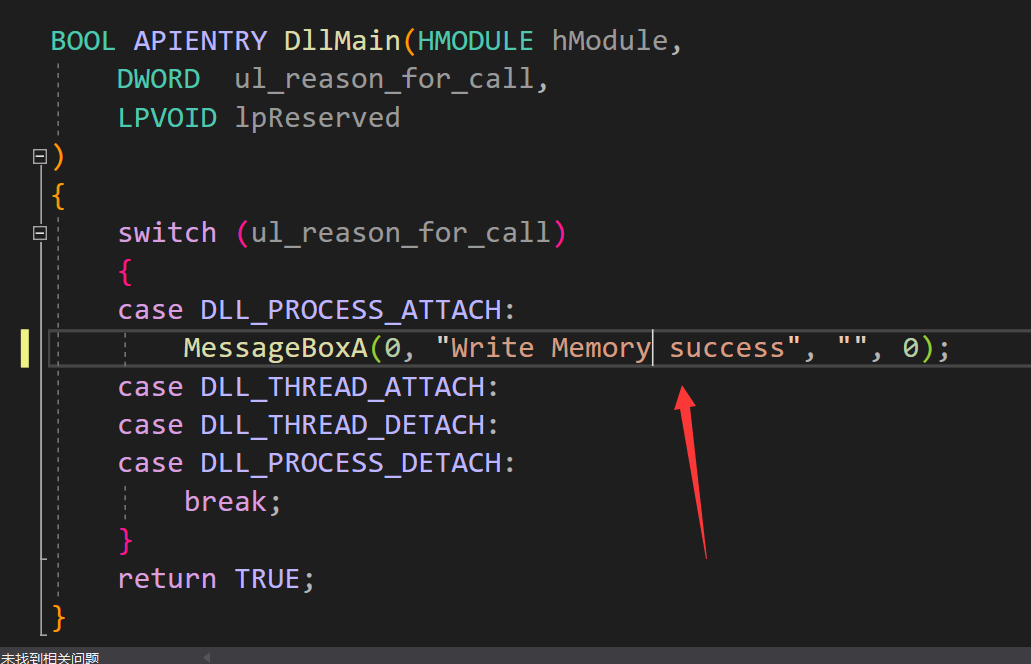 BOOL APIENTRY DllMain(HMODULE hModule,
DWORD  ul_reason_for_call,
LPVOID lpReserved
)
{
switch (ul_reason_for_call)
{
case DLL_PROCESS_ATTACH:
MessageBoxA(0, "Write Memory success", "", 0);
case DLL_THREAD_ATTACH:
case DLL_THREAD_DETACH:
case DLL_PROCESS_DETACH:
break;
}
return TRUE;
}
未找到相关问题